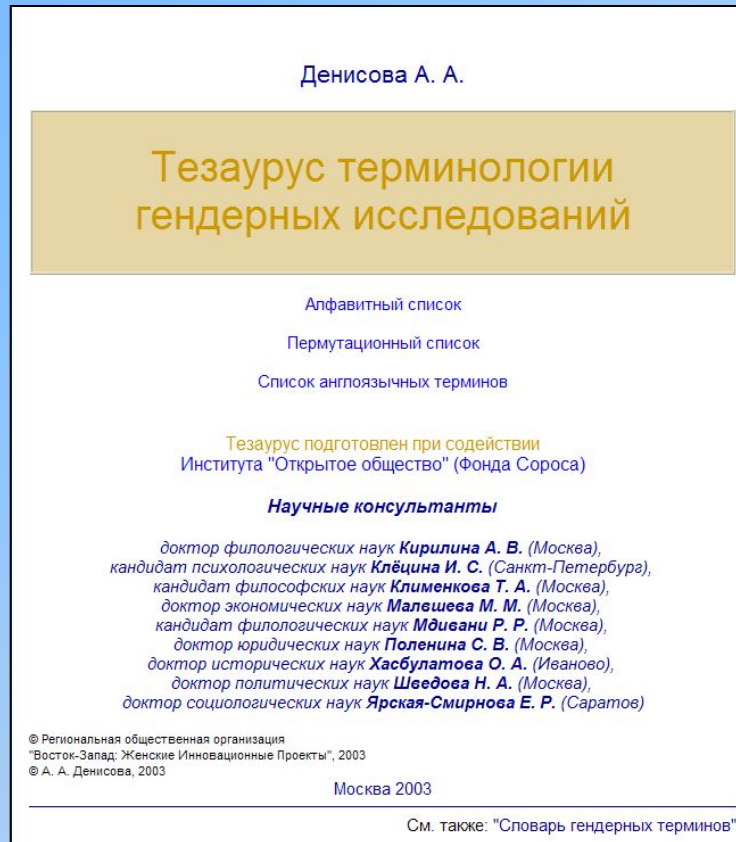 Денисова А. А.
Тезаурус терминологии
гендерных исследований
Алфавитный список
Пермутационный список
Список англоязычных терминов
Тезаурус подготовлен при содействии
Института "Открытое общество" (Фонда Сороса)
Научные консультанты
доктор филологических наук Кирилина А. В. (Москва),
кандидат психологических наук Клёцина И. С. (Санкт-Петербург),
кандидат философских наук Клименкова Т. А. (Москва),
доктор экономических наук Малвшева М. М. (Москва),
кандидат филологических наук Мдивани Р. Р. (Москва),
доктор юридических наук Поленина С. В. (Москва),
доктор исторических наук Хасбулатова О. А. (Иваново),
доктор политических наук Шведова Н. А. (Москва),
доктор социологических наук Ярская-Смирнова Е. Р. (Саратов)
© Региональная общественная организация
"Восток-Запад: Женские Инновационные Проекты", 2003
© А. А. Денисова, 2003
Москва 2003
См. также: "Словарь гендерных терминов"